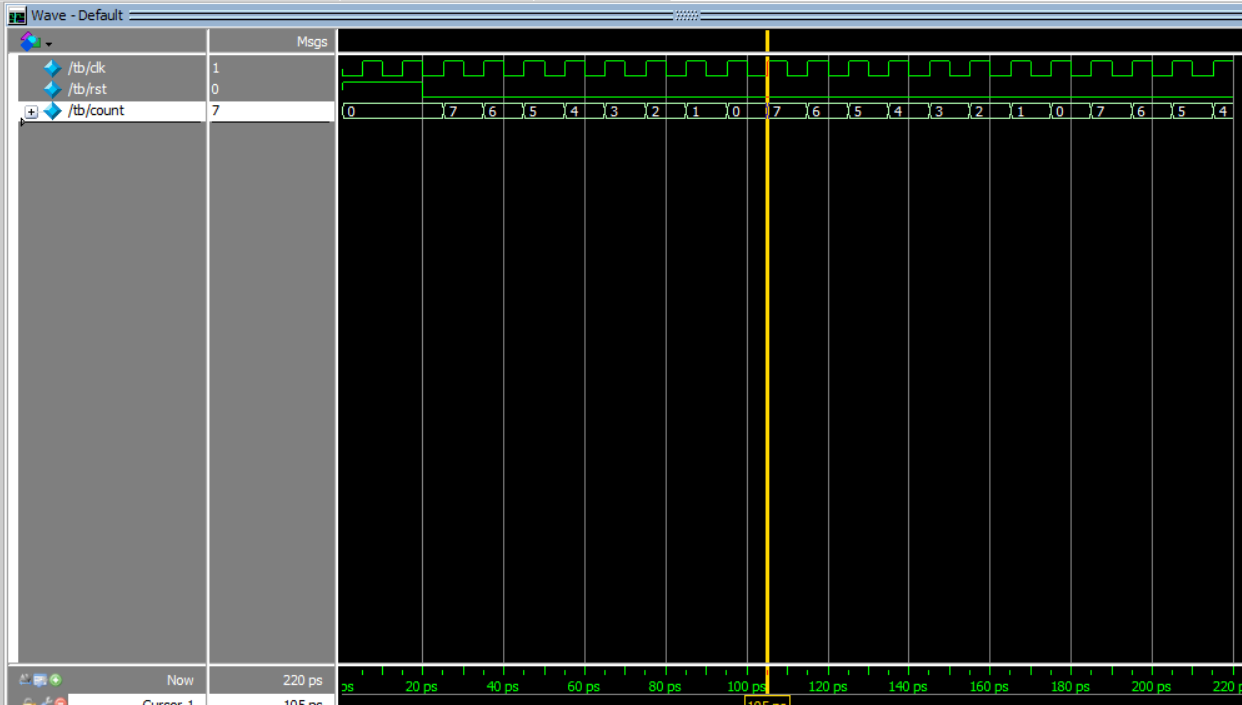 Wave - Default
Msgs
/tb/clk 1
/tb/rst 0
/tb/count 7 0 7 6 5 4 3 2 1 0 7 6 5 4 3 2 1 0 7 6 5 4
Now 220 ps ps 20 ps 40 ps 60 ps 80 ps 100 ps 120 ps 140 ps 160 ps 180 ps 200 ps 220
Cursor 1 105 ps 105 ps